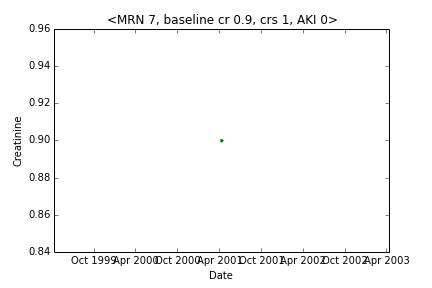 <MRN 7, baseline cr 0.9, crs 1, AKI 0>
0.96
0.94
0.92
0.90
0.88
0.86
0.84
Creatinine
Oct 1999 Apr 2000 Oct 2000 Apr 2001 Oct 2001 Apr 2002 Oct 2002 Apr 2003
Date